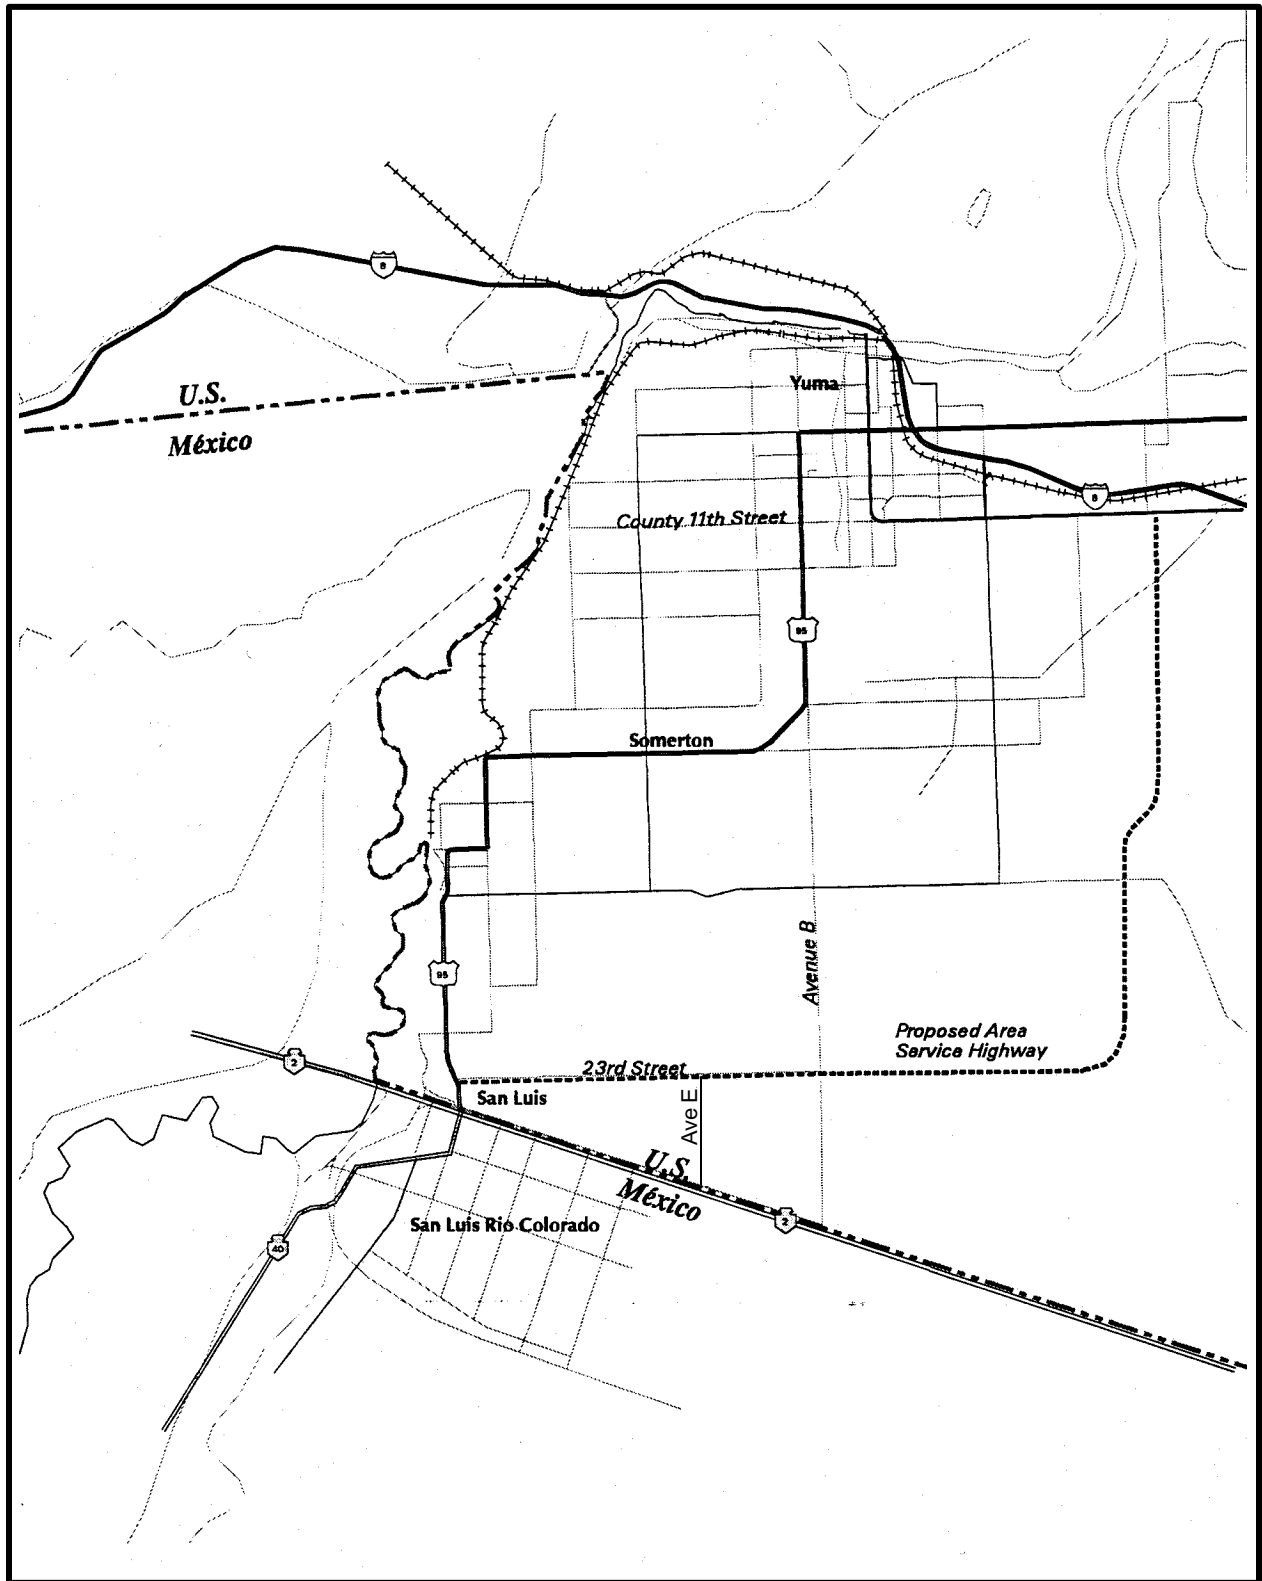 8
U.S.
México
Yuma
8
County 11th Street
95
Somerton
Avenue B
95
Proposed Area
Service Highway
2
23rd Street
San Luis
Ave E
U.S.
México
2
San Luis Río Colorado
40